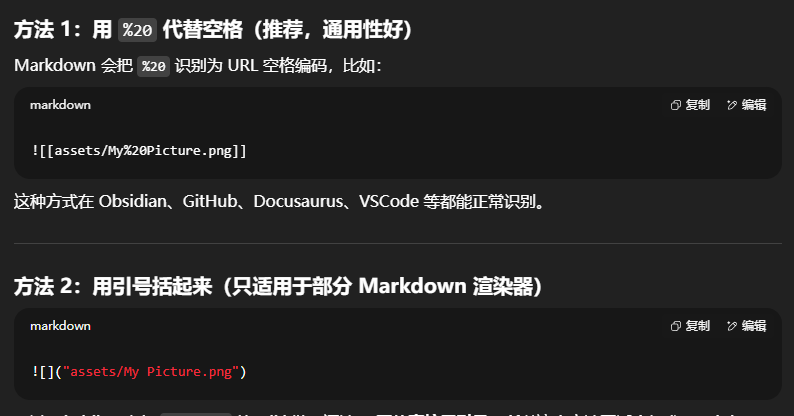 方法 1：用 %20 代替空格（推荐，通用性好）
Markdown 会把 %20 识别为 URL 空格编码，比如：
markdown 复制 编辑
![[assets/My%20Picture.png]]
这种方式在 Obsidian、GitHub、Docusaurus、VSCode 等都能正常识别。
方法 2：用引号括起来（只适用于部分 Markdown 渲染器）
markdown 复制 编辑
![]("assets/My Picture.png")